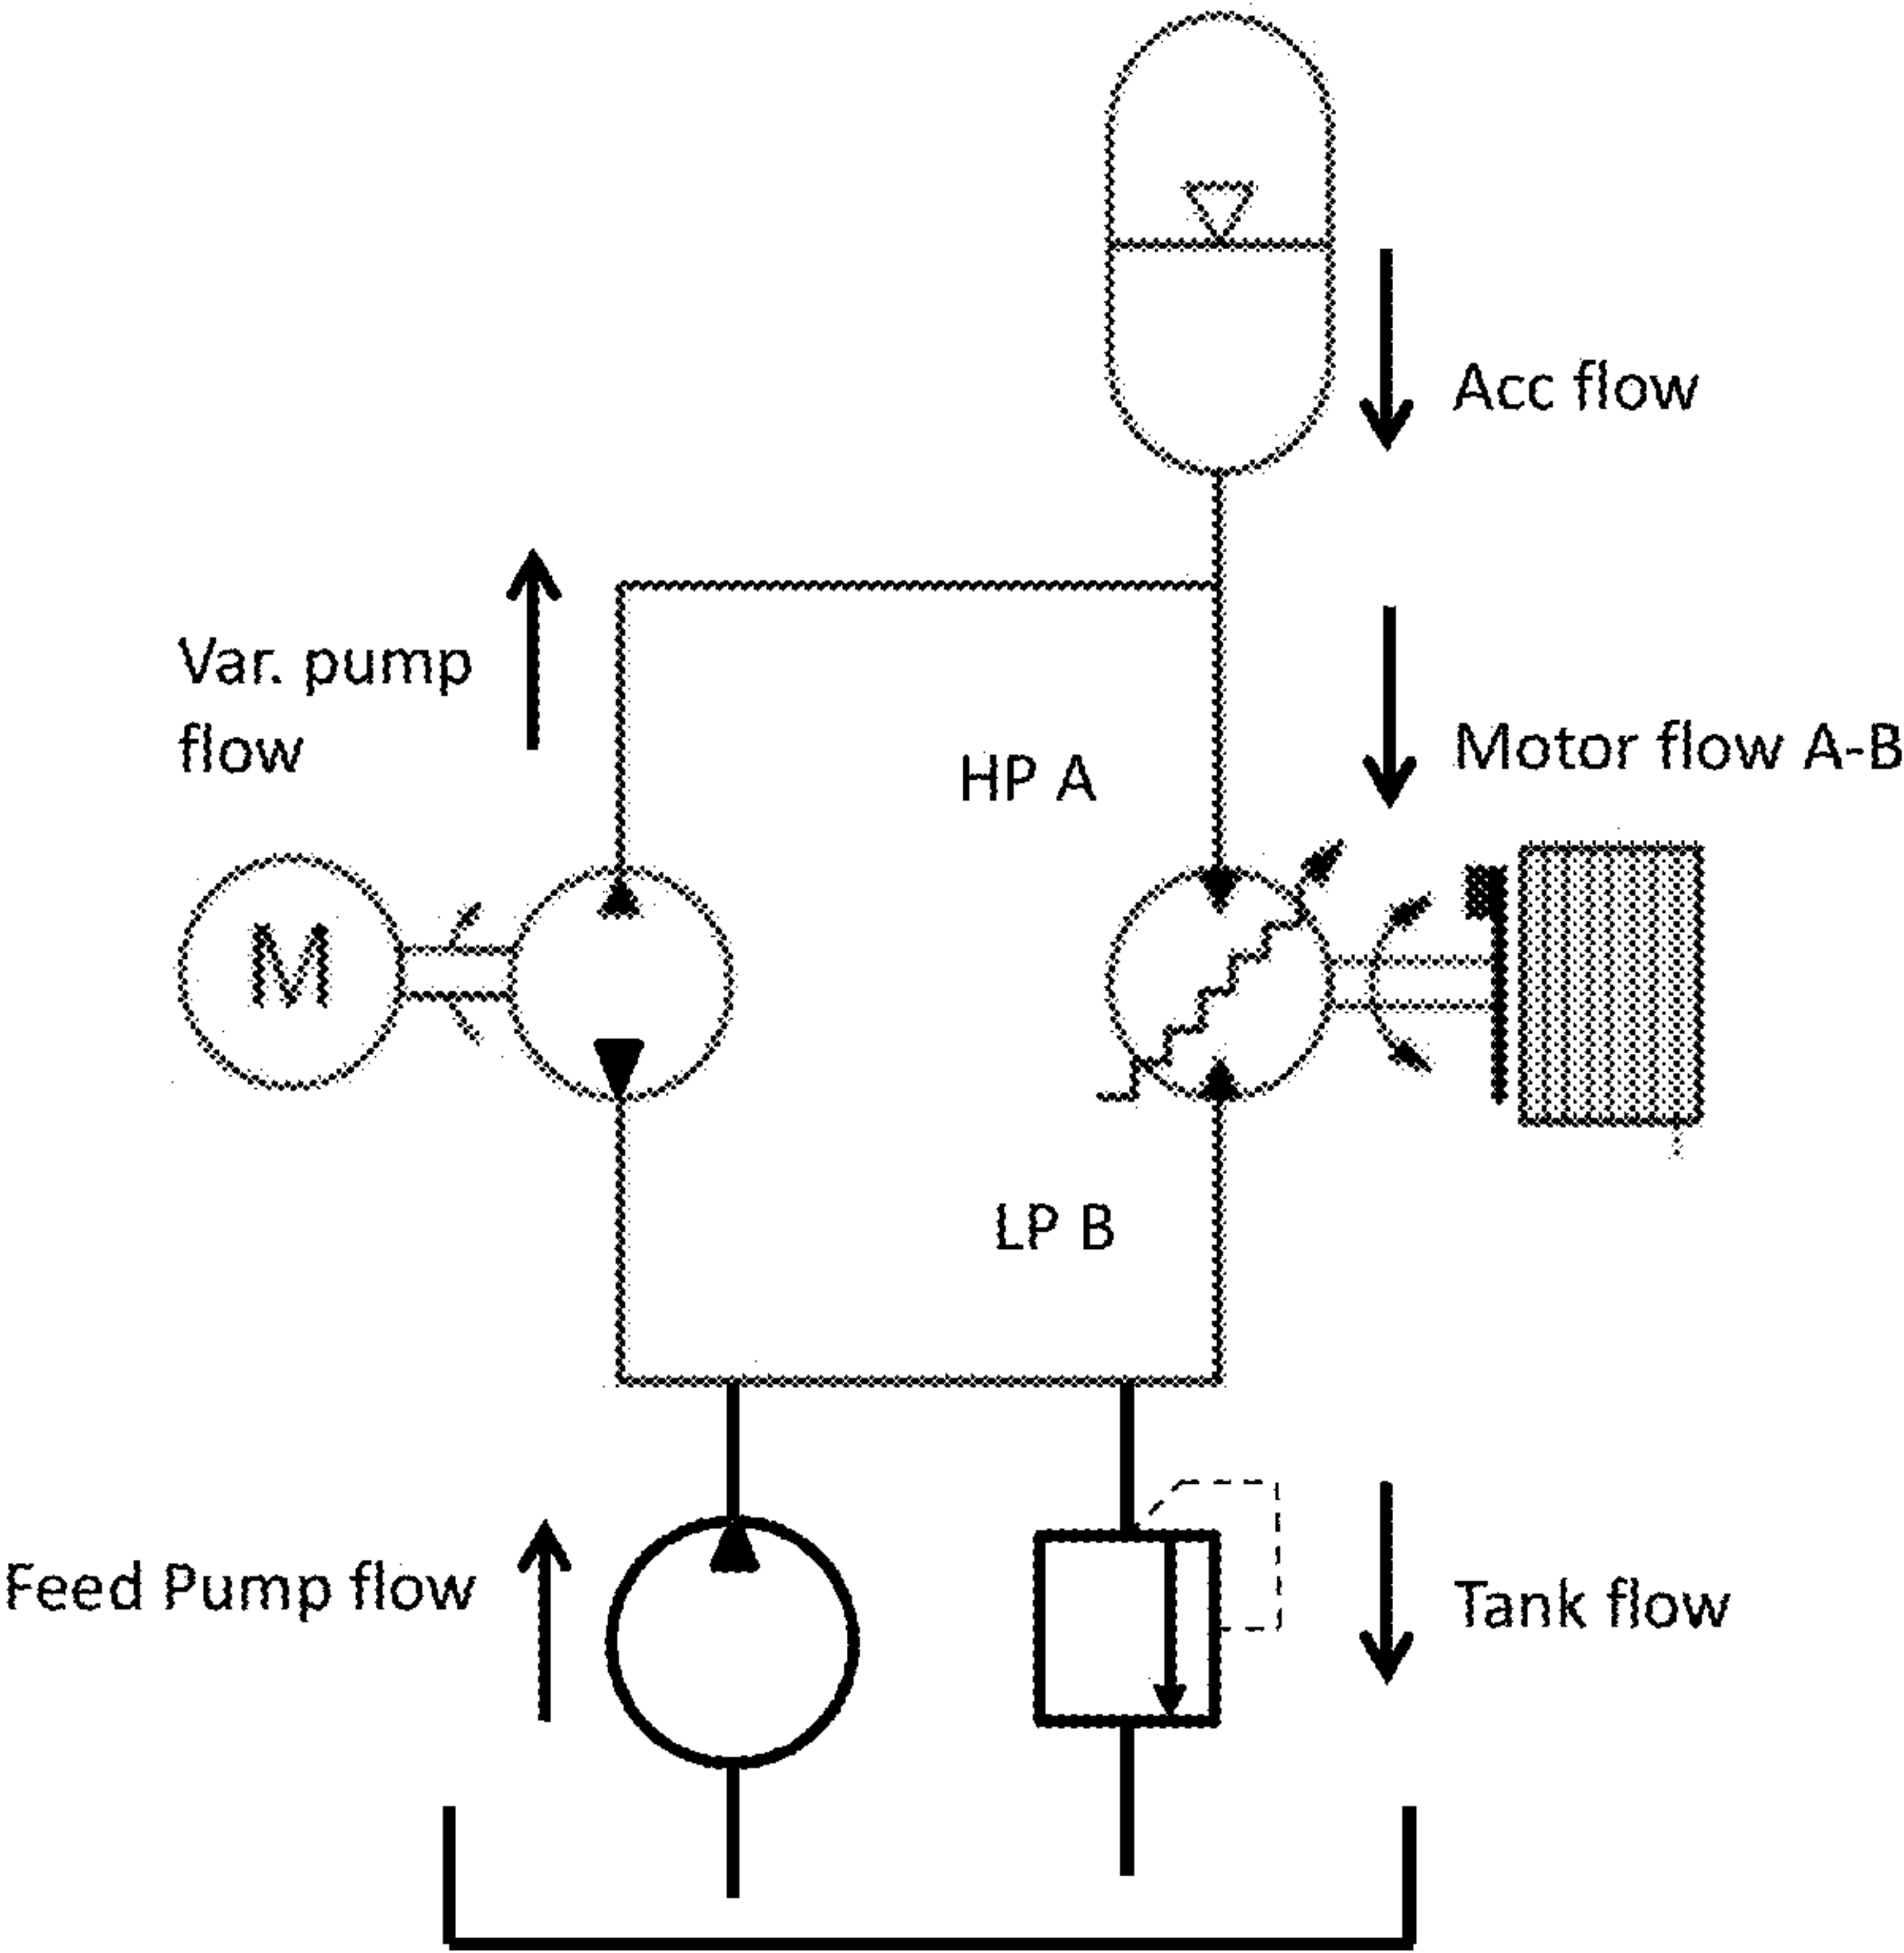 Acc flow
Var. pump
flow
HP A
Motor flow A-B
M
LP B
Feed Pump flow
Tank flow